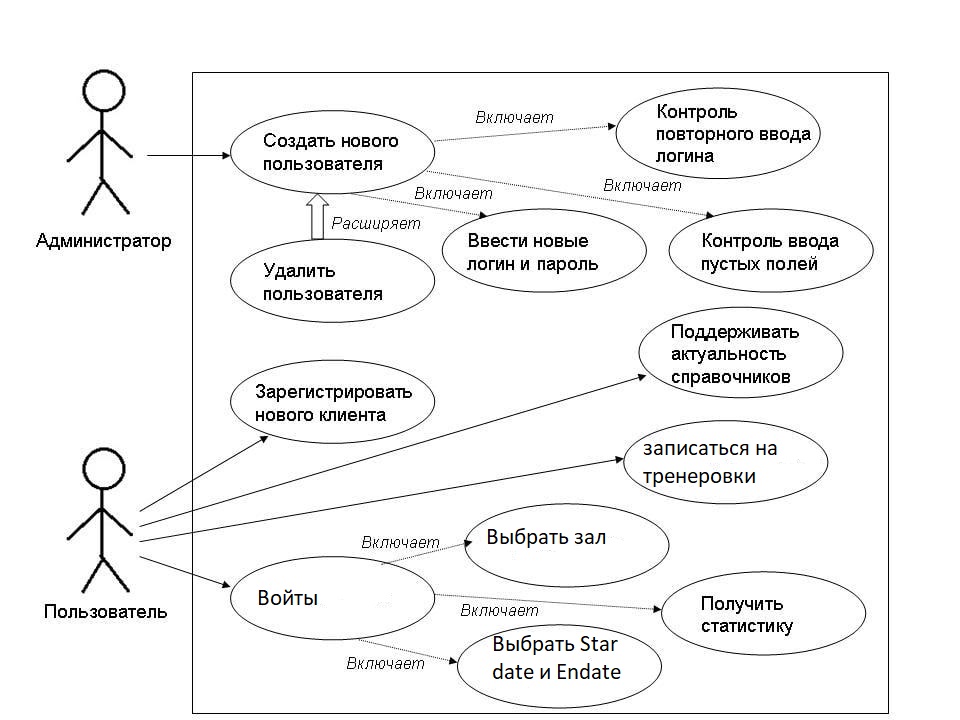 Включает
Контроль
повторного ввода
логина
Создать нового
пользователя
Включает
Включает
Расширяет
Администратор
Ввести новые
логин и пароль
Контроль ввода
пустых полей
Удалить
пользователя
Поддерживать
актуальность
справочников
Зарегистрировать
нового клиента
записаться на
тренеровки
Включает
Выбрать зал
Войты
Включает
Получить
статистику
Пользователь
Включает
Выбрать Star
date и Endate